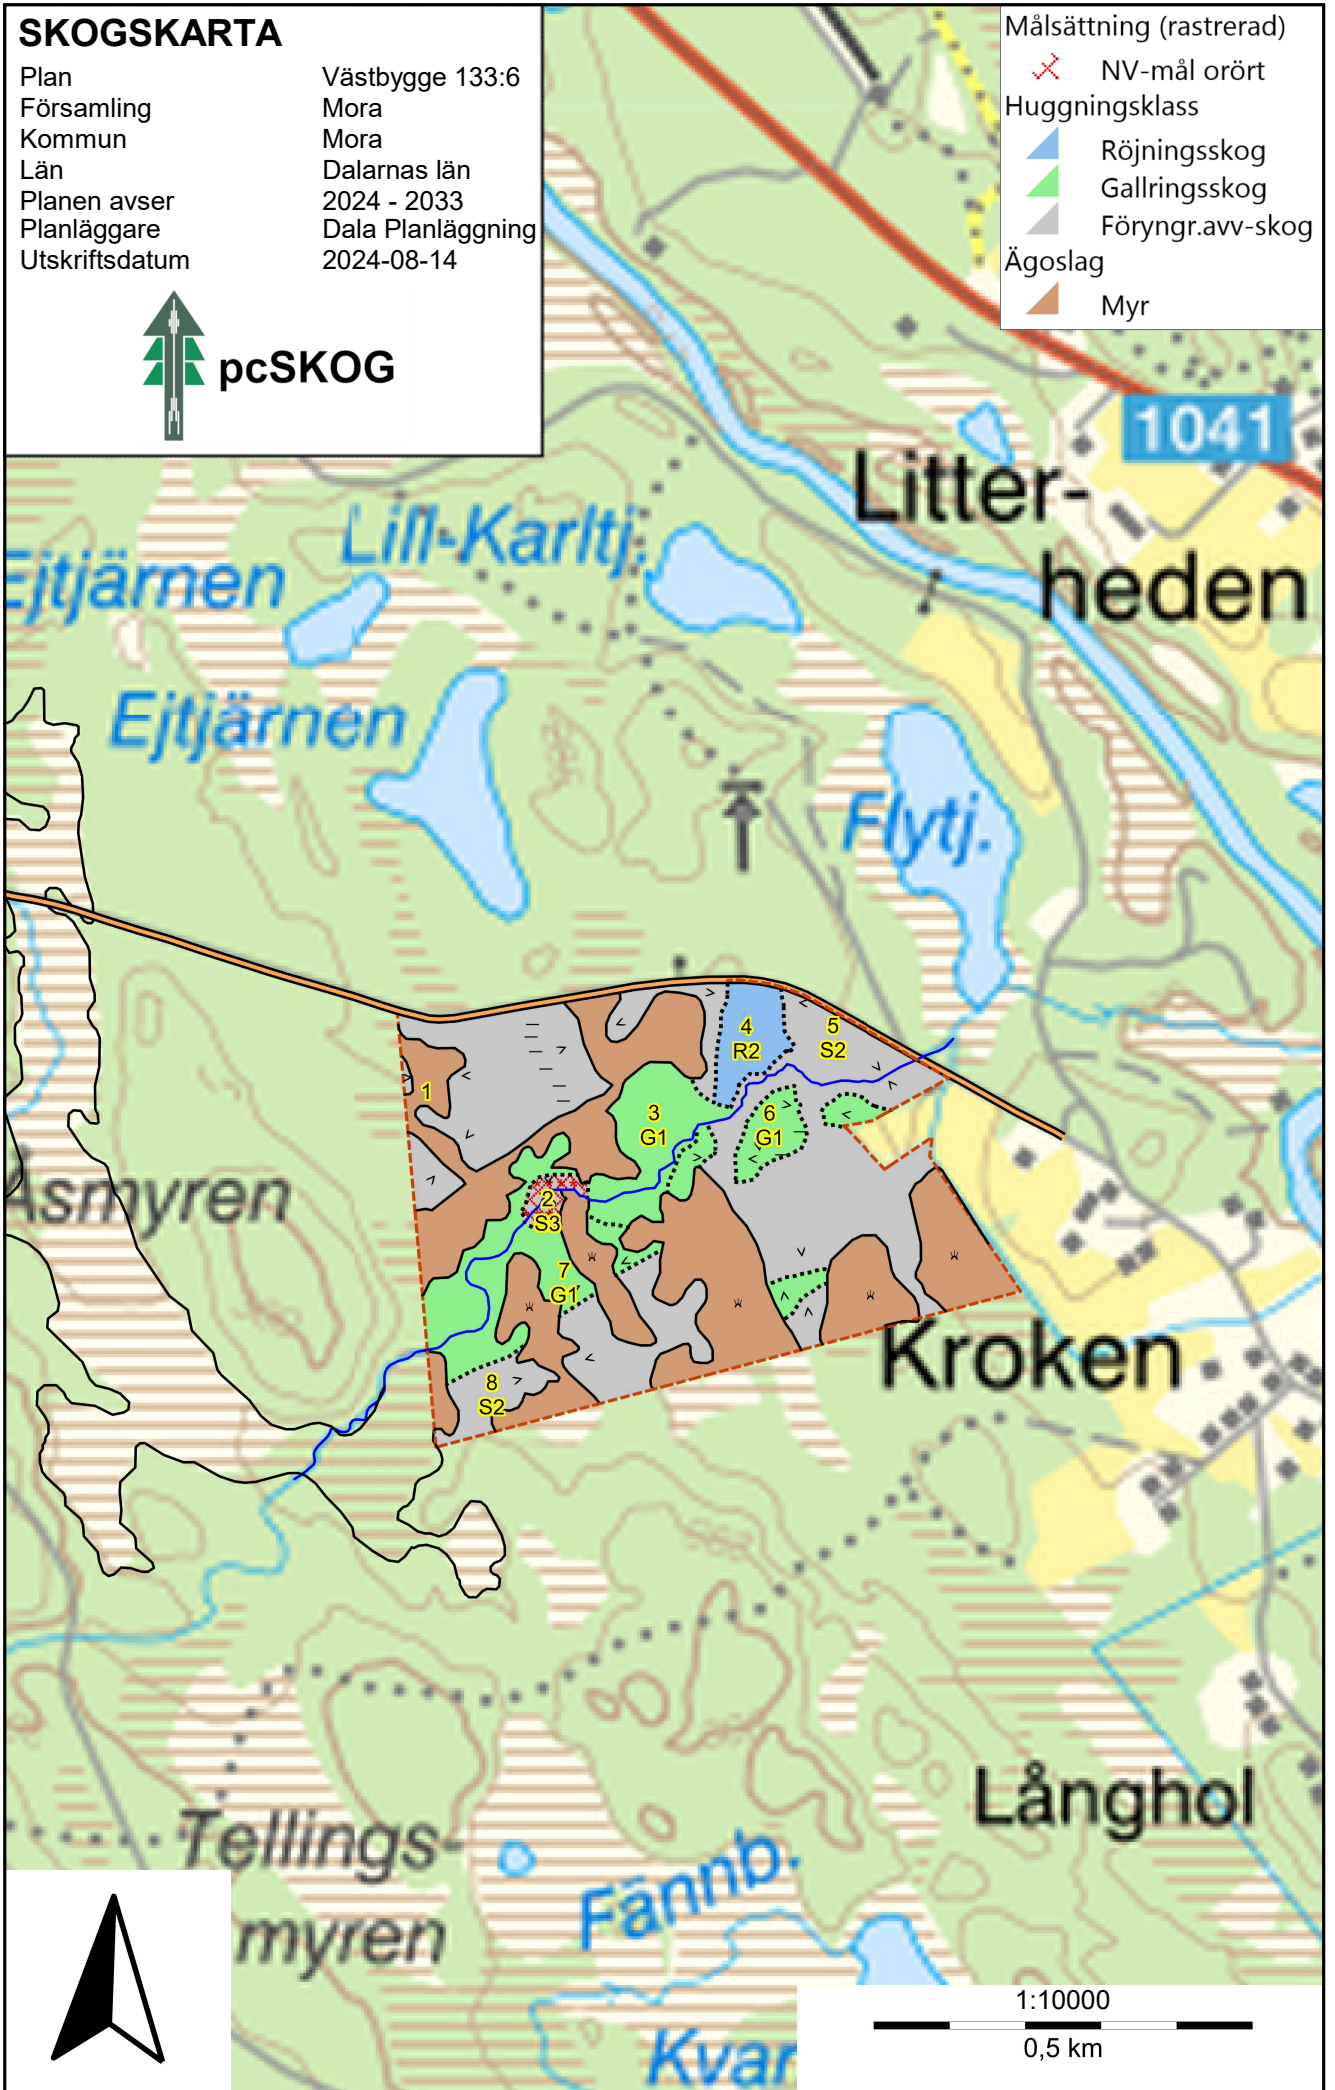 SKOGSKARTA
Plan Västbygge 133:6
Församling Mora
Kommun Mora
Län Dalarnas län
Planen avser 2024 - 2033
Planläggare Dala Planläggning
Utskriftsdatum 2024-08-14
pcSKOG
Målsättning (rastrerad)
NV-mål orört
Huggningsklass
Röjningsskog
Gallringsskog
Föryngr.avv-skog
Ägoslag
Myr
1041
Litter-
heden
Lill-Karltj.
Ejtjärnen
Ejtjärnen
Flytj.
4
R2
5
S2
1
3
G1
6
G1
2
S3
7
G1
8
S2
Åsmyren
Kroken
Långhol
Tellings-
myren
Fännb.
Kvar
1:10000
0,5 km